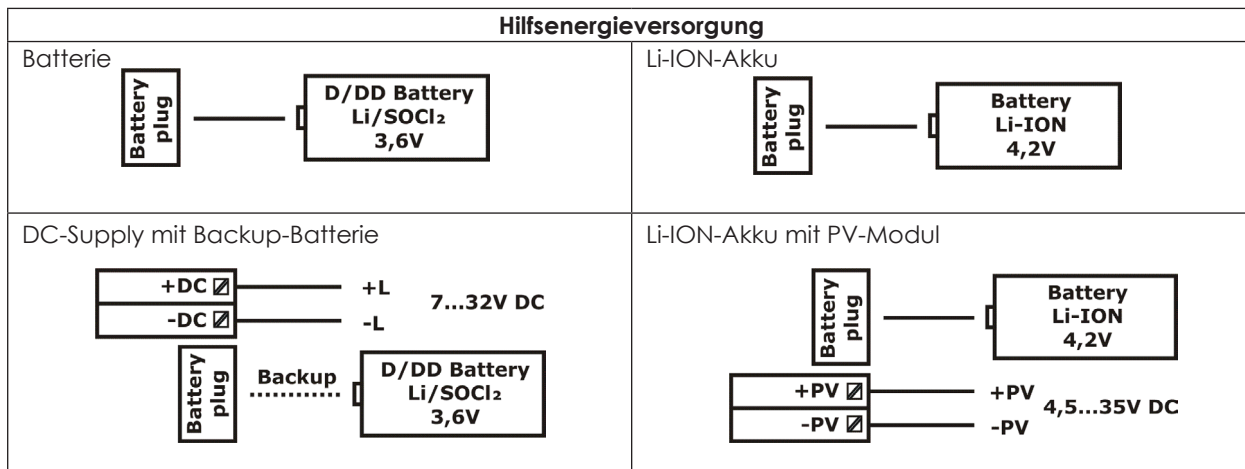 Hilfsenergieversorgung
Batterie
Battery
plug
D/DD Battery
Li/SOCl₂
3,6V
Li-ION-Akku
Battery
plug
Battery
Li-ION
4,2V
DC-Supply mit Backup-Batterie
+DC
+L
7...32V DC
-DC
-L
Battery
plug
Backup
D/DD Battery
Li/SOCl₂
3,6V
Li-ION-Akku mit PV-Modul
Battery
plug
Battery
Li-ION
4,2V
+PV
+PV
4,5...35V DC
-PV
-PV